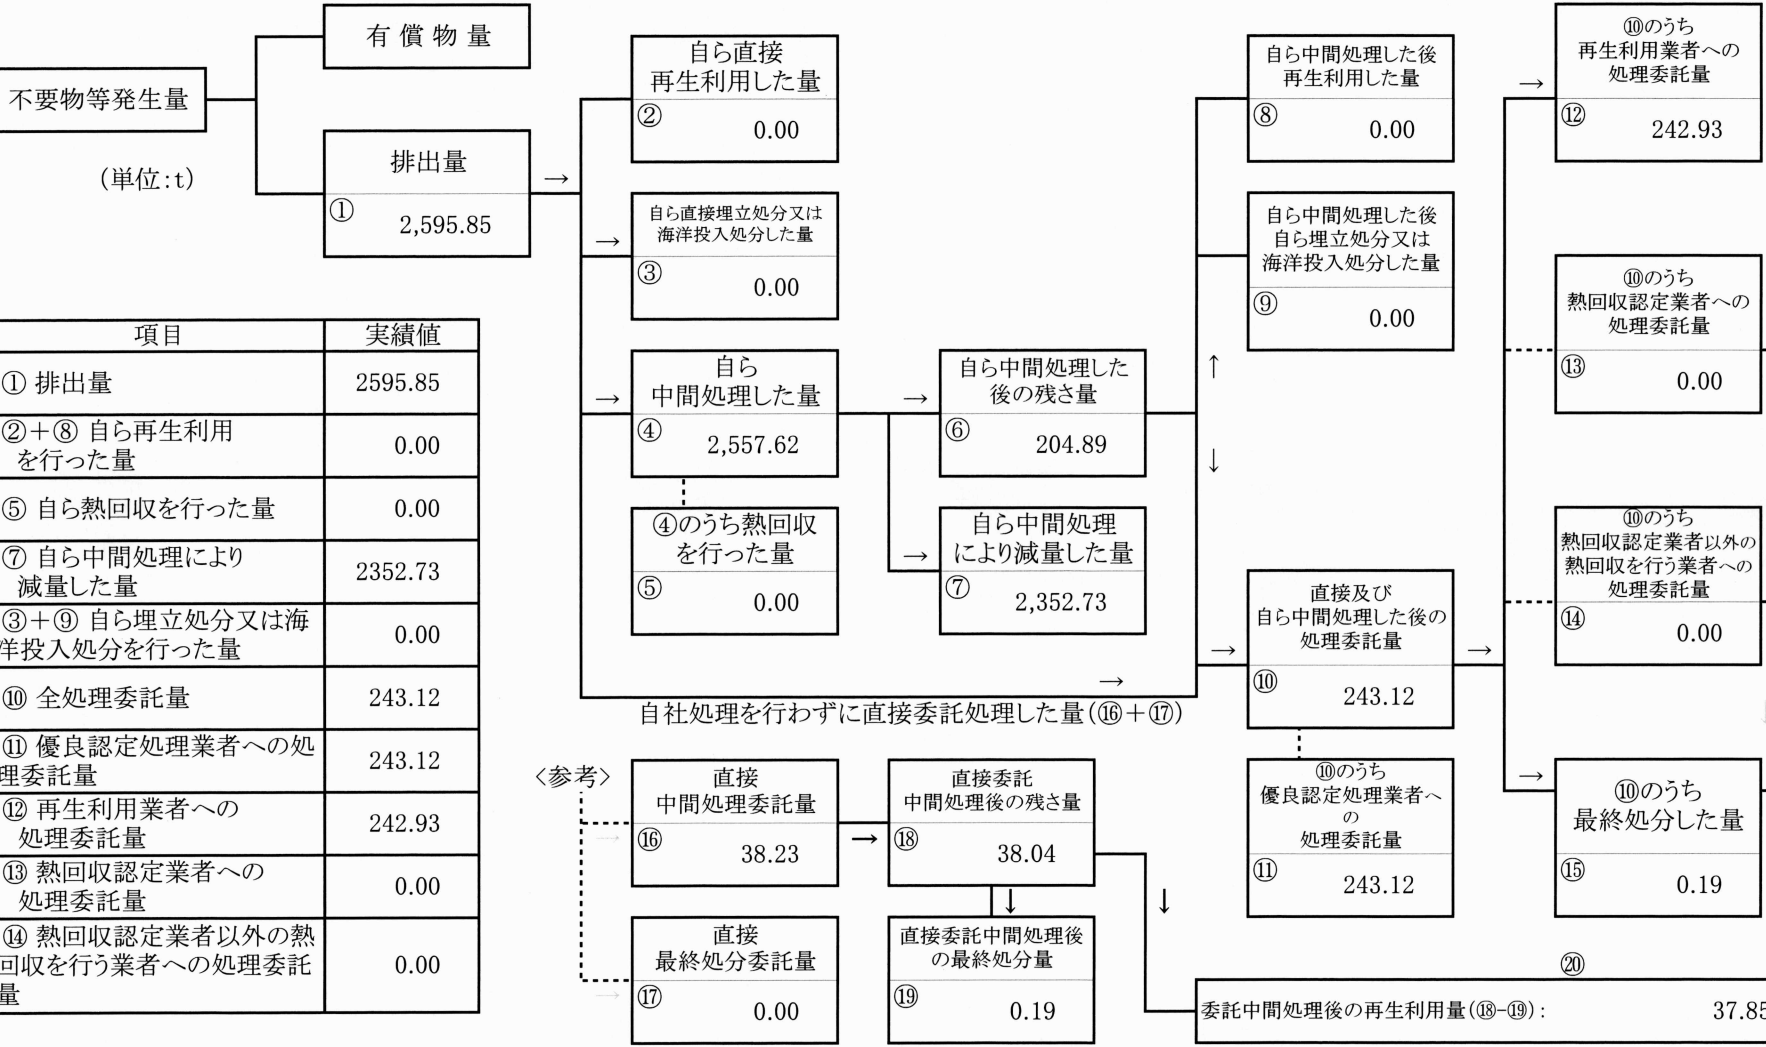 有償物量
不要物等発生量
(単位:t)
排出量
①
2,595.85
→
自ら直接
再生利用した量
②
0.00
→
自ら直接埋立処分又は
海洋投入処分した量
③
0.00
→
自ら
中間処理した量
④
2,557.62
④のうち熱回収
を行った量
⑤
0.00
→
自ら中間処理した
後の残さ量
⑥
204.89
→
自ら中間処理
により減量した量
⑦
2,352.73
→
自社処理を行わずに直接委託処理した量(⑯+⑰)
自ら中間処理した後
再生利用した量
⑧
0.00
自ら中間処理した後
自ら埋立処分又は
海洋投入処分した量
⑨
0.00
↑
↓
→
直接及び
自ら中間処理した後の
処理委託量
⑩
243.12
→
⑩のうち
優良認定処理業者へ
の
処理委託量
⑪
243.12
→
⑩のうち
再生利用業者への
処理委託量
⑫
242.93
⑩のうち
熱回収認定業者への
処理委託量
⑬
0.00
⑩のうち
熱回収認定業者以外の
熱回収を行う業者への
処理委託量
⑭
0.00
→
⑩のうち
最終処分した量
⑮
0.19
項目 実績値
① 排出量 2595.85
②+⑧ 自ら再生利用
を行った量
0.00
⑤ 自ら熱回収を行った量 0.00
⑦ 自ら中間処理により
減量した量
2352.73
③+⑨ 自ら埋立処分又は海
洋投入処分を行った量
0.00
⑩ 全処理委託量 243.12
⑪ 優良認定処理業者への処
理委託量
243.12
⑫ 再生利用業者への
処理委託量
242.93
⑬ 熱回収認定業者への
処理委託量
0.00
⑭ 熱回収認定業者以外の熱
回収を行う業者への処理委託
量
0.00
<参考>
→
直接
中間処理委託量
⑯
38.23
→
直接委託
中間処理後の残さ量
⑱
38.04
↓
↓
→
直接
最終処分委託量
⑰
0.00
直接委託中間処理後
の最終処分量
⑲
0.19
⑳
委託中間処理後の再生利用量(⑱-⑲): 37.85